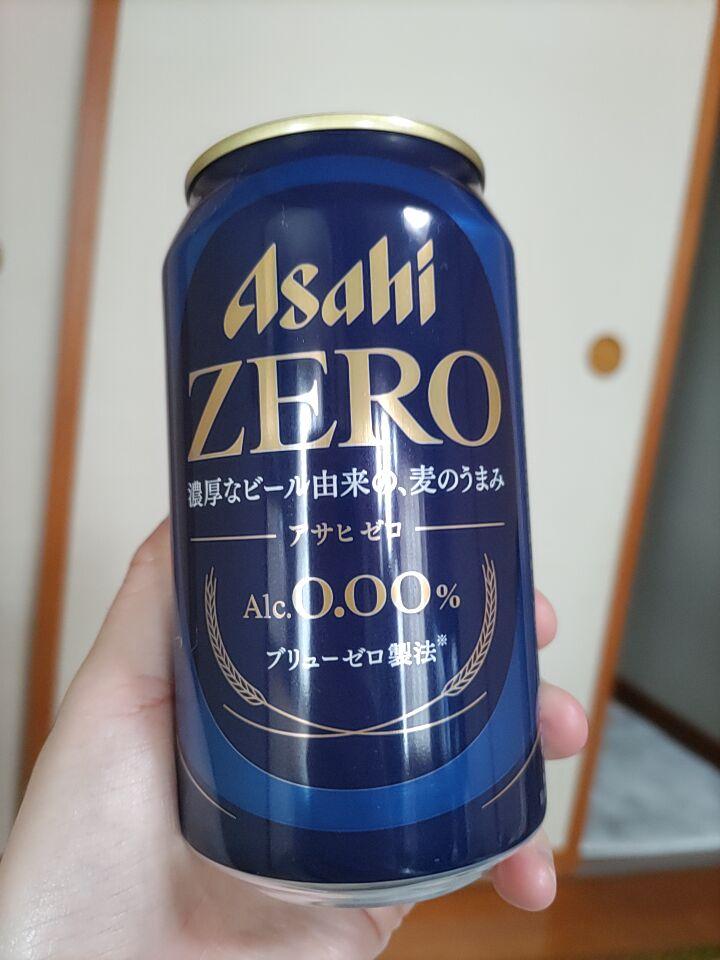 Asahi
ZERO
濃厚なビール由来の、麦のうまみ
アサヒ ゼロ
Alc. 0.00%
ブリューゼロ製法※